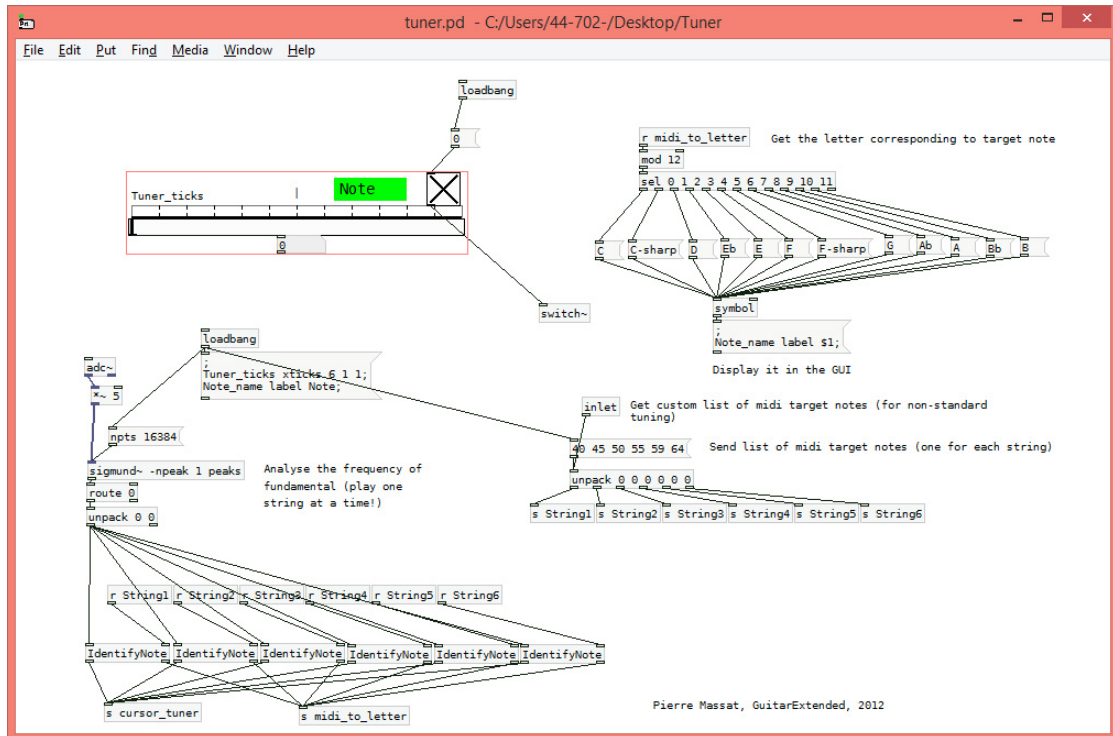 tuner.pd - C:/Users/44-702-/Desktop/Tuner
File Edit Put Find Media Window Help
loadbang
0
Tuner_ticks
Note
0
switch~
r midi_to_letter
Get the letter corresponding to target note
mod 12
sel 0 1 2 3 4 5 6 7 8 9 10 11
C C-sharp D Eb E F F-sharp G Ab A Bb B
symbol
;
Note_name label $1;
Display it in the GUI
loadbang
;
Tuner_ticks xticks 6 1 1;
Note_name label Note;
adc~
*~ 5
npts 16384
sigmund~ -npeak 1 peaks
route 0
unpack 0 0
Analyse the frequency of
fundamental (play one
string at a time!)
inlet
Get custom list of midi target notes (for non-standard
tuning)
40 45 50 55 59 64
Send list of midi target notes (one for each string)
unpack 0 0 0 0 0 0
s String1 s String2 s String3 s String4 s String5 s String6
r String1 r String2 r String3 r String4 r String5 r String6
IdentifyNote IdentifyNote IdentifyNote IdentifyNote IdentifyNote IdentifyNote
s cursor_tuner
s midi_to_letter
Pierre Massat, GuitarExtended, 2012